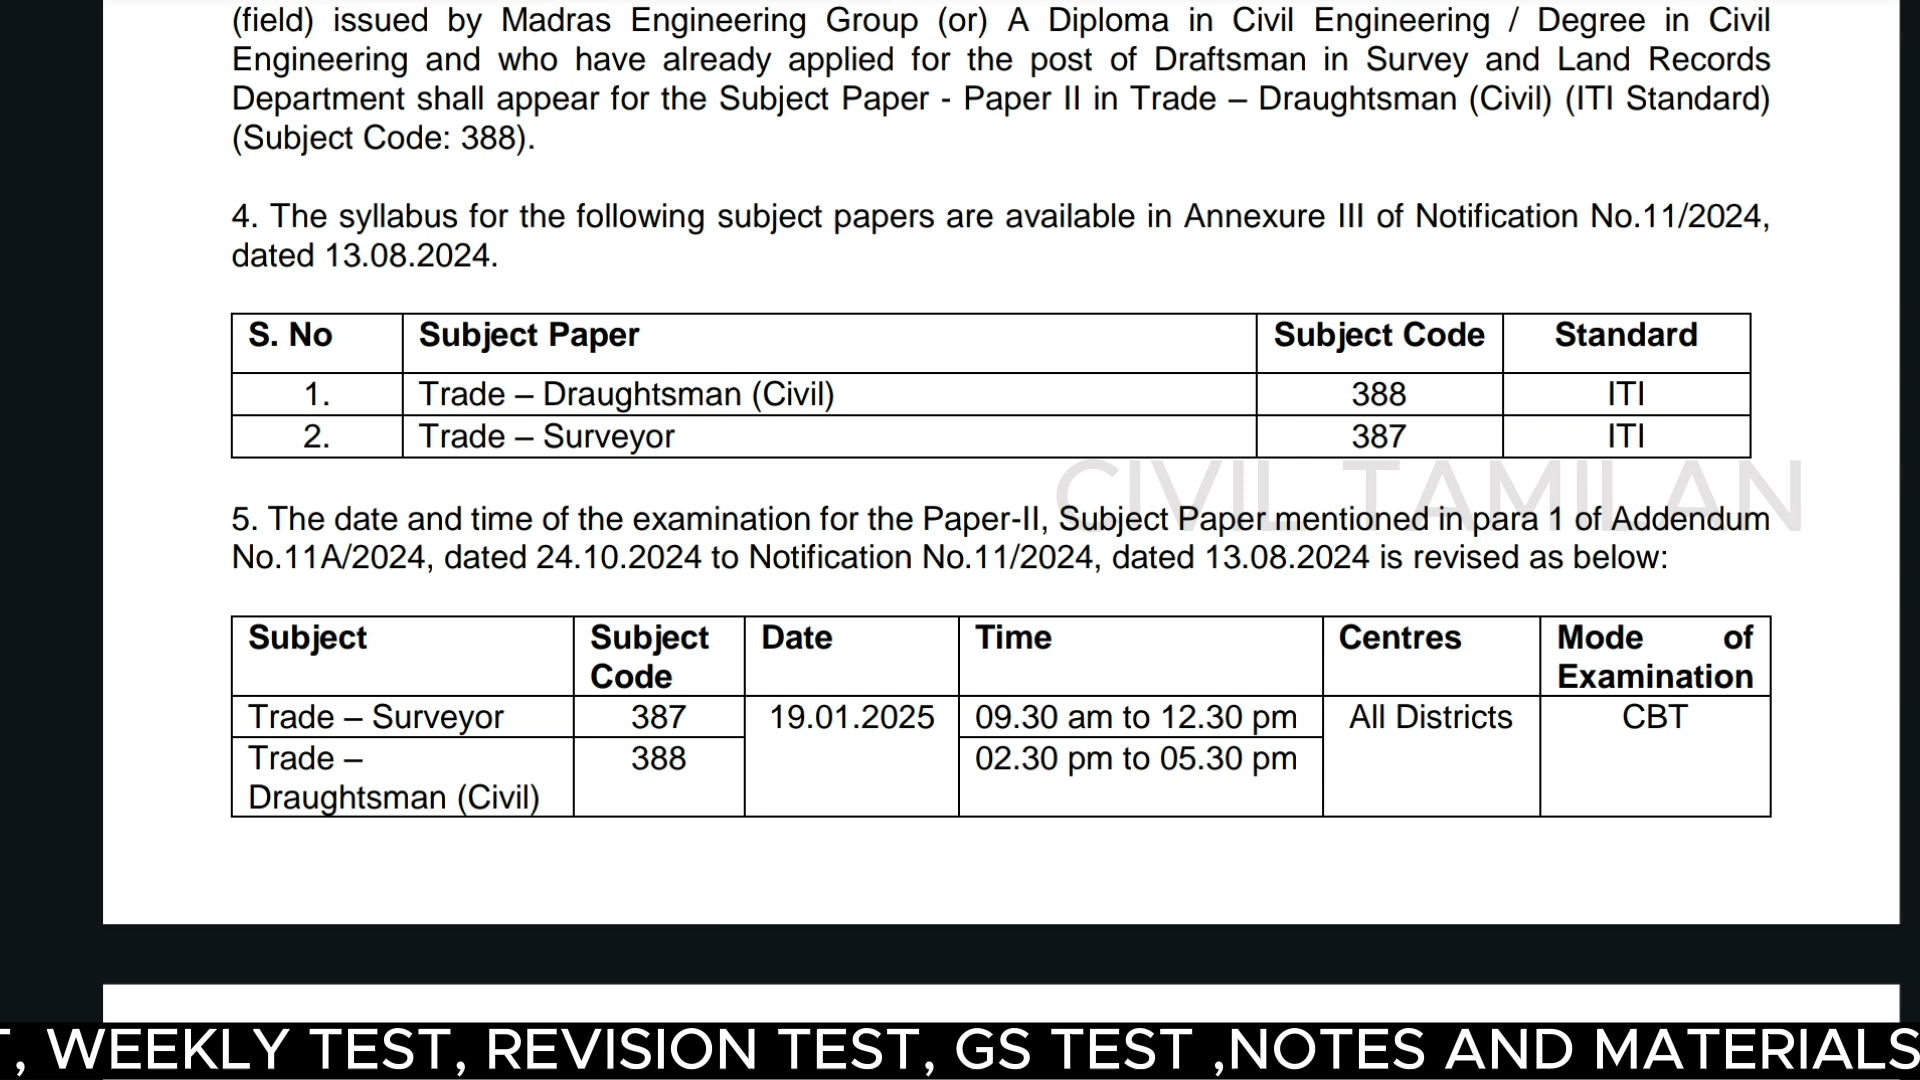 (field) issued by Madras Engineering Group (or) A Diploma in Civil Engineering / Degree in Civil
Engineering and who have already applied for the post of Draftsman in Survey and Land Records
Department shall appear for the Subject Paper - Paper II in Trade – Draughtsman (Civil) (ITI Standard)
(Subject Code: 388).
4. The syllabus for the following subject papers are available in Annexure III of Notification No.11/2024,
dated 13.08.2024.
S. No Subject Paper Subject Code Standard
1. Trade – Draughtsman (Civil) 388 ITI
2. Trade – Surveyor 387 ITI
CIVIL TAMILAN
5. The date and time of the examination for the Paper-II, Subject Paper mentioned in para 1 of Addendum
No.11A/2024, dated 24.10.2024 to Notification No.11/2024, dated 13.08.2024 is revised as below:
Subject Subject Code Date Time Centres Mode of Examination
Trade – Surveyor 387 19.01.2025 09.30 am to 12.30 pm All Districts CBT
Trade – 388 02.30 pm to 05.30 pm
Draughtsman (Civil)
, WEEKLY TEST, REVISION TEST, GS TEST ,NOTES AND MATERIALS